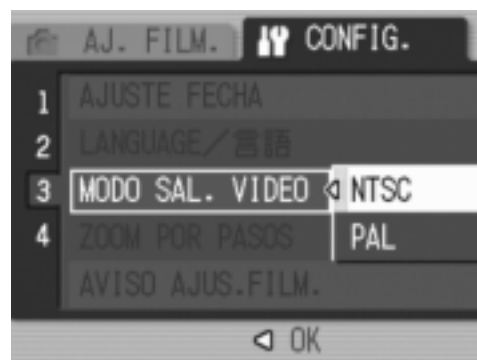 AJ. FILM. CONFIG.
1 AJUSTE FECHA
2 LANGUAGE/言語
3 MODO SAL. VIDEO NTSC
4 ZOOM POR PASOS PAL
AVISO AJUS.FILM.
OK